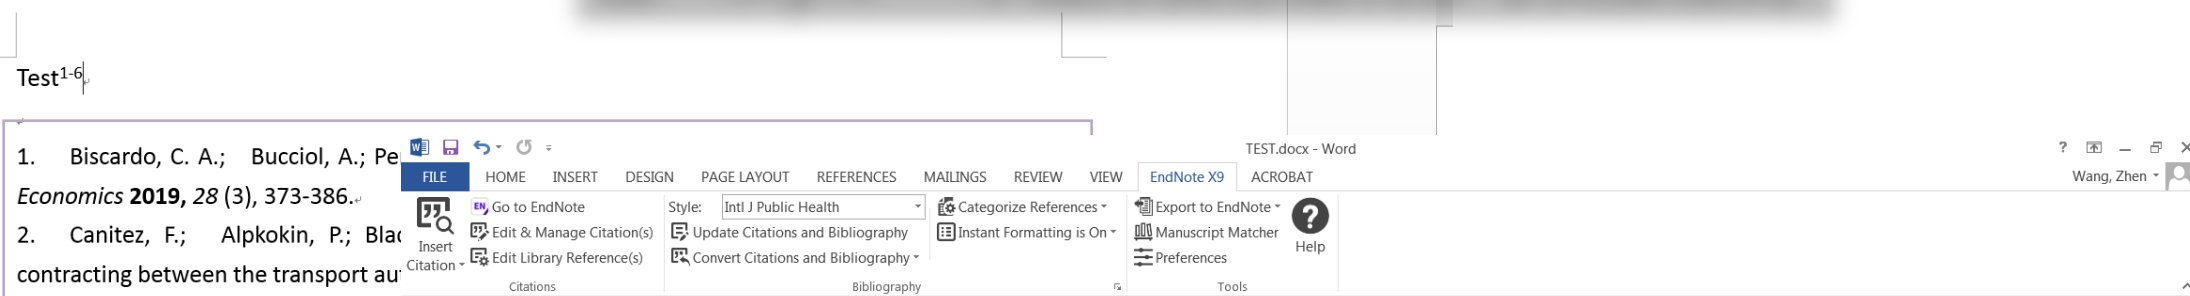 Test1-6
1. Biscardo, C. A.; Bucciol, A.;
Economics 2019, 28 (3), 373-386.
2. Canitez, F.; Alpkokin, P.;
contracting between the transport
TEST.docx - Word
?
FILE HOME INSERT DESIGN PAGE LAYOUT REFERENCES MAILINGS REVIEW VIEW EndNote X9 ACROBAT
Wang, Zhen
Insert Citation
EN Go to EndNote
Edit & Manage Citation(s)
Edit Library Reference(s)
Citations
Style: Intl J Public Health
Update Citations and Bibliography
Convert Citations and Bibliography
Categorize References
Instant Formatting is On
Bibliography
Export to EndNote
Manuscript Matcher
Preferences
Tools
? Help